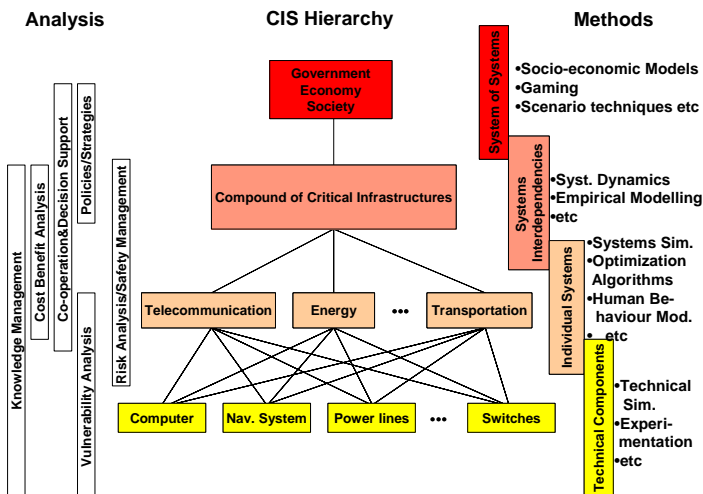 Analysis
CIS Hierarchy
Methods
Knowledge Management
Cost Benefit Analysis
Co-operation&Decision Support
Policies/Strategies
Vulnerability Analysis
Risk Analysis/Safety Management
Government
Economy
Society
Compound of Critical Infrastructures
Telecommunication
Energy
•••
Transportation
Computer
Nav. System
Power lines
•••
Switches
System of Systems
•Socio-economic Models
•Gaming
•Scenario techniques etc
Systems
Interdependencies
•Syst. Dynamics
•Empirical Modelling
•etc
Individual Systems
•Systems Sim.
•Optimization
Algorithms
•Human Be-
haviour Mod.
• etc
Technical Components
•Technical
Sim.
•Experi-
mentation
•etc